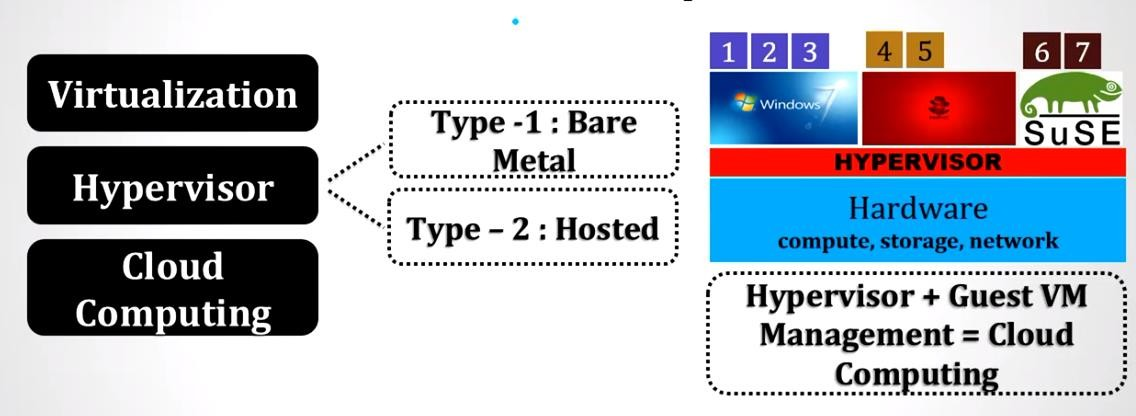 Virtualization
Hypervisor
Cloud
Computing
Type -1 : Bare
Metal
Type – 2 : Hosted
1 2 3
4 5
6 7
Windows 7
SuSE
HYPERVISOR
Hardware
compute, storage, network
Hypervisor + Guest VM
Management = Cloud
Computing